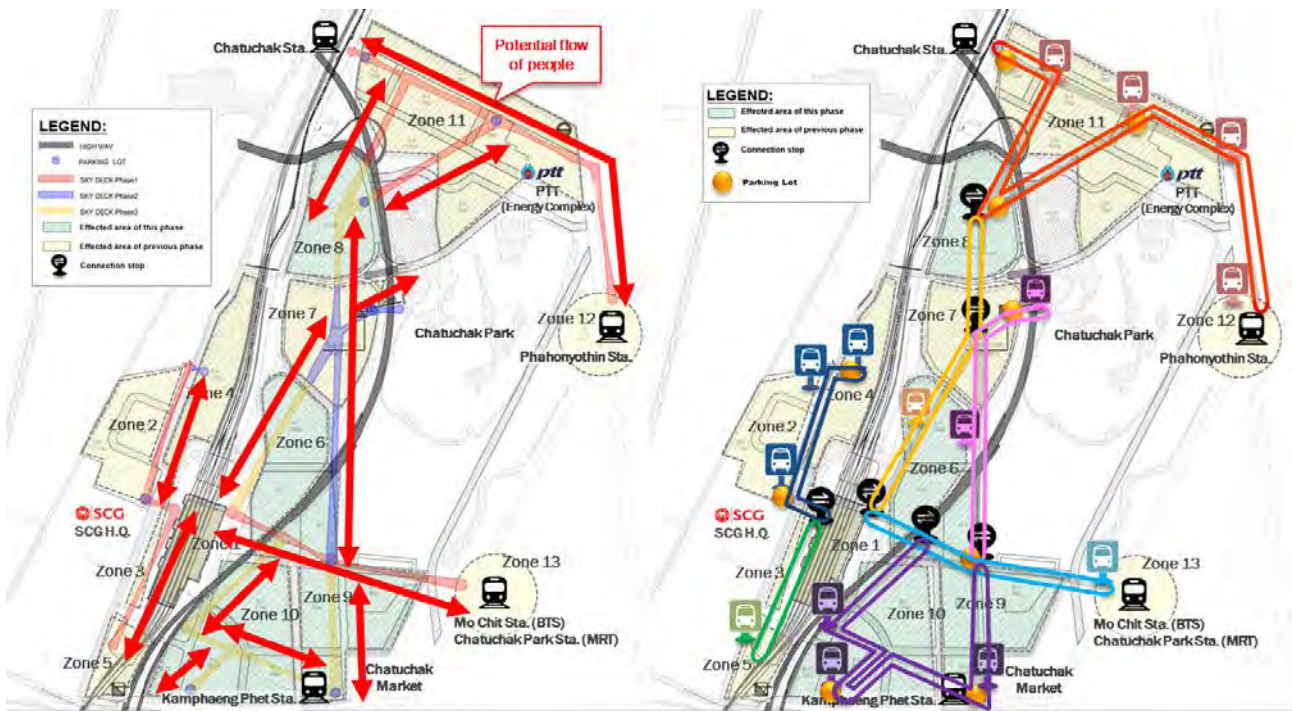 Chatuchak Sta.
Potential flow
of people
LEGEND:
HIGH WAY
PARKING LOT
SKY DECK Phase1
SKY DECK Phase2
SKY DECK Phase3
Effected area of this phase
Effected area of previous phase
Connection stop
Zone 11
ptt
PTT
(Energy Complex)
Zone 8
Zone 7
Chatuchak Park
Zone 12
Phahonyothin Sta.
Zone 4
Zone 2
Zone 6
SCG
SCG H.Q.
Zone 1
Zone 3
Zone 13
Zone 9
Zone 10
Mo Chit Sta. (BTS)
Chatuchak Park Sta. (MRT)
Zone 5
Chatuchak
Market
Kamphaeng Phet Sta.
Chatuchak Sta.
LEGEND:
Effected area of this phase
Effected area of previous phase
Connection stop
Parking Lot
Zone 11
ptt
PTT
(Energy Complex)
Zone 8
Zone 7
Chatuchak Park
Zone 12
Phahonyothin Sta.
Zone 4
Zone 2
Zone 6
SCG
SCG H.Q.
Zone 1
Zone 3
Zone 13
Zone 9
Zone 10
Mo Chit Sta. (BTS)
Chatuchak Park Sta. (MRT)
Zone 5
Chatuchak
Market
Kamphaeng Phet Sta.